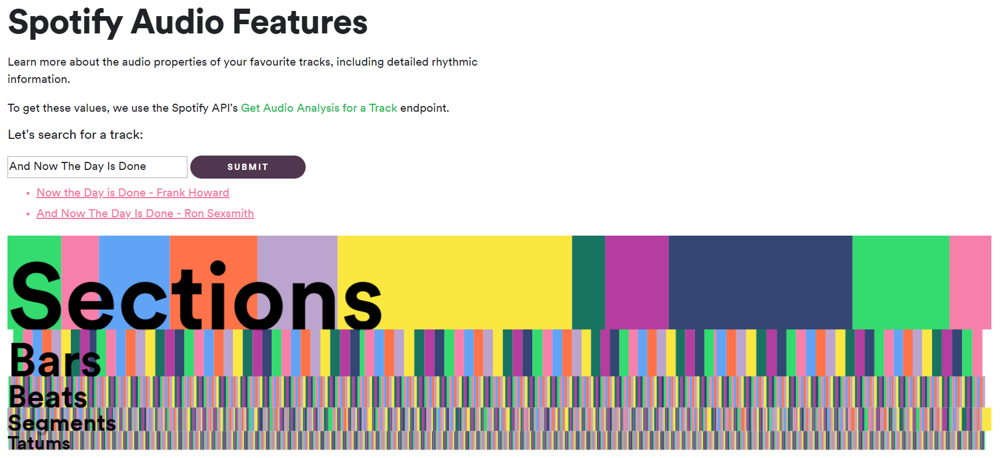 Spotify Audio Features
Learn more about the audio properties of your favourite tracks, including detailed rhythmic
information.
To get these values, we use the Spotify API's Get Audio Analysis for a Track endpoint.
Let's search for a track:
And Now The Day Is Done SUBMIT
• Now the Day is Done - Frank Howard
• And Now The Day Is Done - Ron Sexsmith
Sections
Bars
Beats
Segments
Tatums